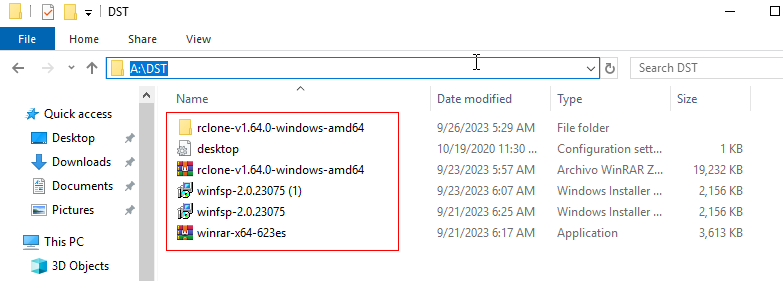 DST
File Home Share View
A:\DST Search DST
Name Date modified Type Size
Quick access
Desktop
Downloads
Documents
Pictures
This PC
3D Objects
rclone-v1.64.0-windows-amd64 9/26/2023 5:29 AM File folder
desktop 10/19/2020 11:30 ... Configuration sett... 1 KB
rclone-v1.64.0-windows-amd64 9/23/2023 5:57 AM Archivo WinRAR Z... 19,232 KB
winfsp-2.0.23075 (1) 9/23/2023 6:07 AM Windows Installer ... 2,156 KB
winfsp-2.0.23075 9/21/2023 6:25 AM Windows Installer ... 2,156 KB
winrar-x64-623es 9/21/2023 6:17 AM Application 3,613 KB